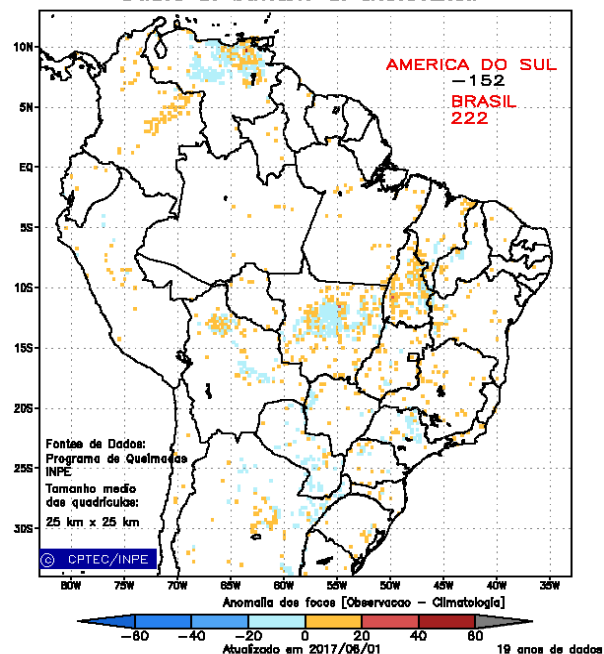 AMERICA DO SUL
-152
BRASIL
222
10N
5N
EQ
5S
10S
15S
20S
25S
30S
Fontes de Dados:
Programa de Queimadas
INPE
Tamanho medio
das quadrículas:
25 km x 25 km
© CPTEC/INPE
80W 75W 70W 65W 60W 55W 50W 45W 40W 35W
Anomalia dos focos [Observacao - Climatologia]
-60 -40 -20 0 20 40 60
Atualizado em 2017/06/01
19 anos de dados